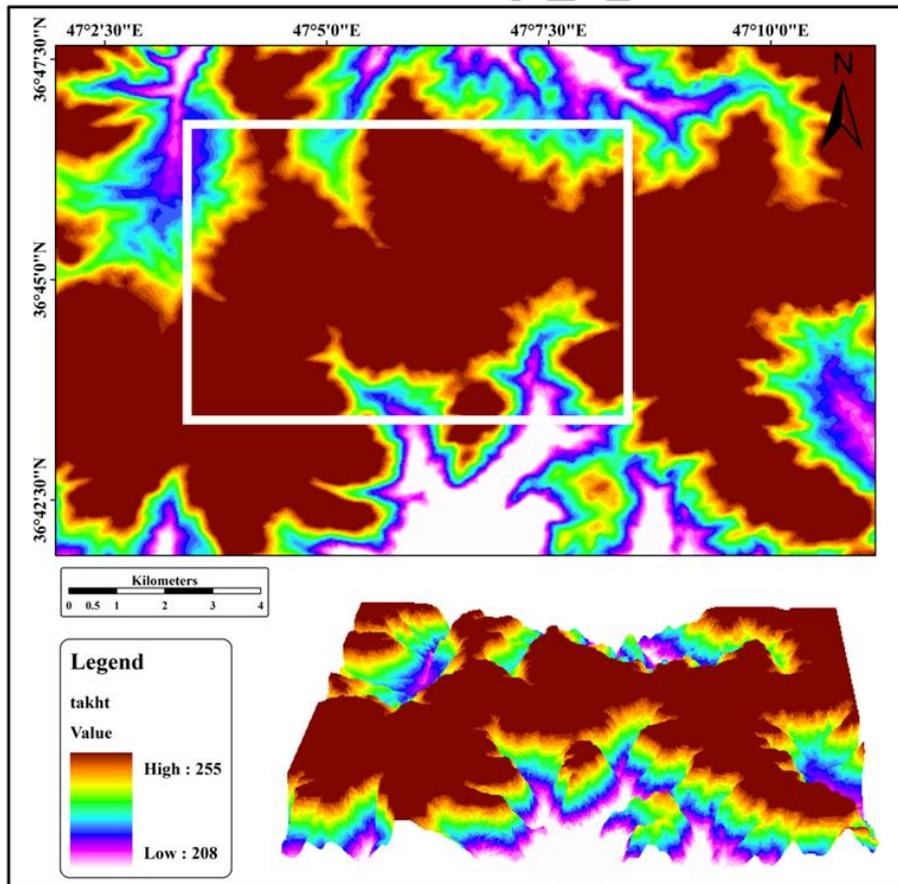 47°2'30"E 47°5'0"E 47°7'30"E 47°10'0"E
36°47'30"N
36°45'0"N
36°42'30"N
N
Kilometers
0 0.5 1 2 3 4
Legend
takht
Value
High : 255
Low : 208